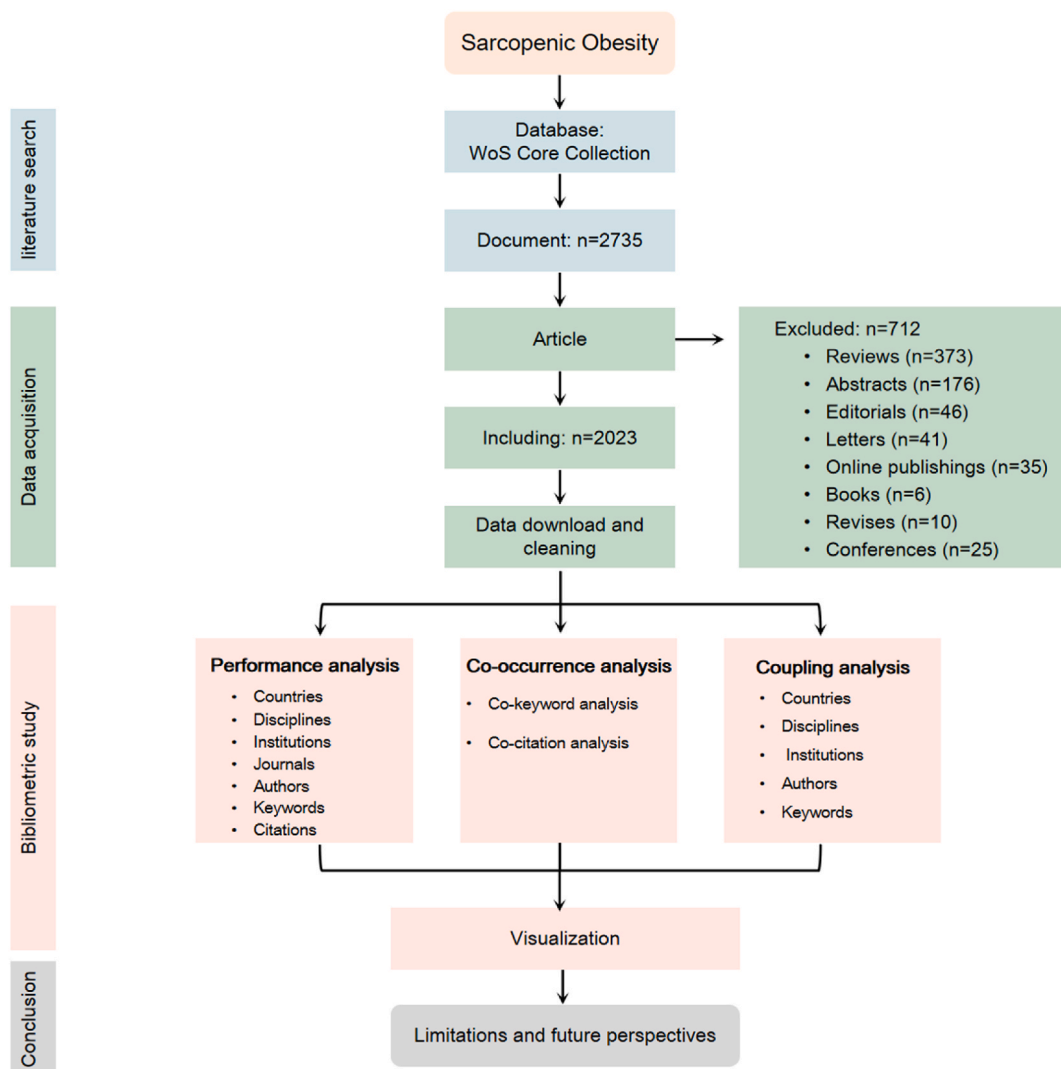 Sarcopenic Obesity
literature search
Database:
WoS Core Collection
Document: n=2735
Data acquisition
Article
Including: n=2023
Data download and
cleaning
Excluded: n=712
• Reviews (n=373)
• Abstracts (n=176)
• Editorials (n=46)
• Letters (n=41)
• Online publishings (n=35)
• Books (n=6)
• Revises (n=10)
• Conferences (n=25)
Bibliometric study
Performance analysis
• Countries
• Disciplines
• Institutions
• Journals
• Authors
• Keywords
• Citations
Co-occurrence analysis
• Co-keyword analysis
• Co-citation analysis
Coupling analysis
• Countries
• Disciplines
• Institutions
• Authors
• Keywords
Visualization
Conclusion
Limitations and future perspectives